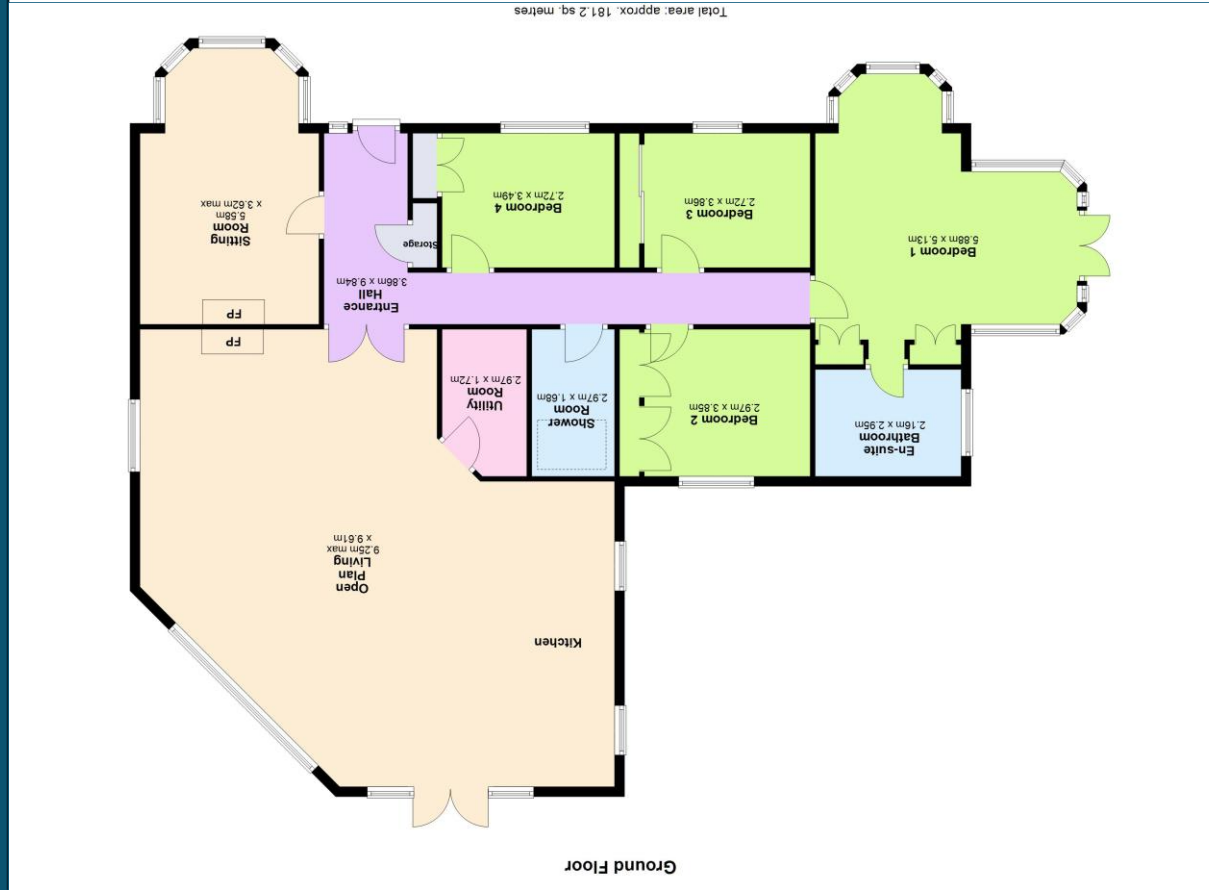 Ground Floor
Kitchen
Open
Plan
Living
9.25m max
x 9.61m
En-suite
Bathroom
2.16m x 2.95m
Bedroom 2
2.97m x 3.85m
Shower
Room
2.97m x 1.68m
Utility
Room
2.97m x 1.72m
FP
FP
Entrance
Hall
3.86m x 9.84m
Bedroom 1
5.88m x 5.13m
Bedroom 3
2.72m x 3.86m
Bedroom 4
2.72m x 3.49m
Storage
Sitting
Room
5.58m
x 3.62m max
Total area: approx. 181.2 sq. metres